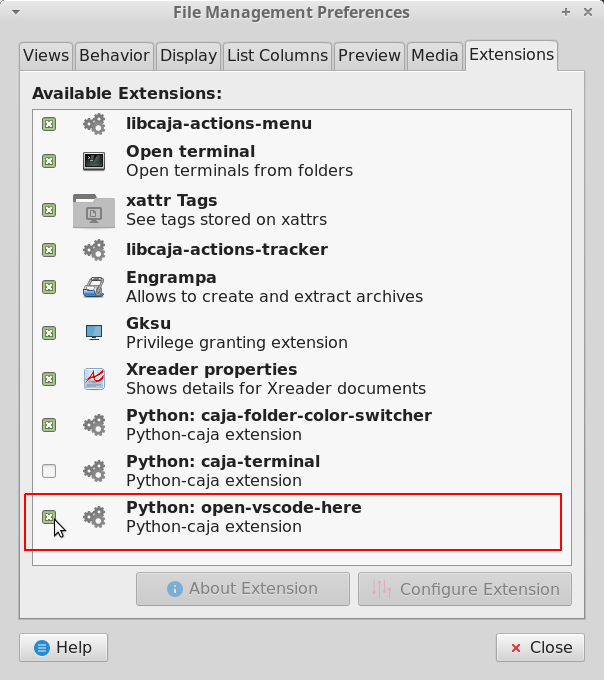 File Management Preferences
Views Behavior Display List Columns Preview Media Extensions
Available Extensions:
libcaja-actions-menu
Open terminal
Open terminals from folders
xattr Tags
See tags stored on xattrs
libcaja-actions-tracker
Engrampa
Allows to create and extract archives
Gksu
Privilege granting extension
Xreader properties
Shows details for Xreader documents
Python: caja-folder-color-switcher
Python-caja extension
Python: caja-terminal
Python-caja extension
Python: open-vscode-here
Python-caja extension
About Extension Configure Extension
Help Close